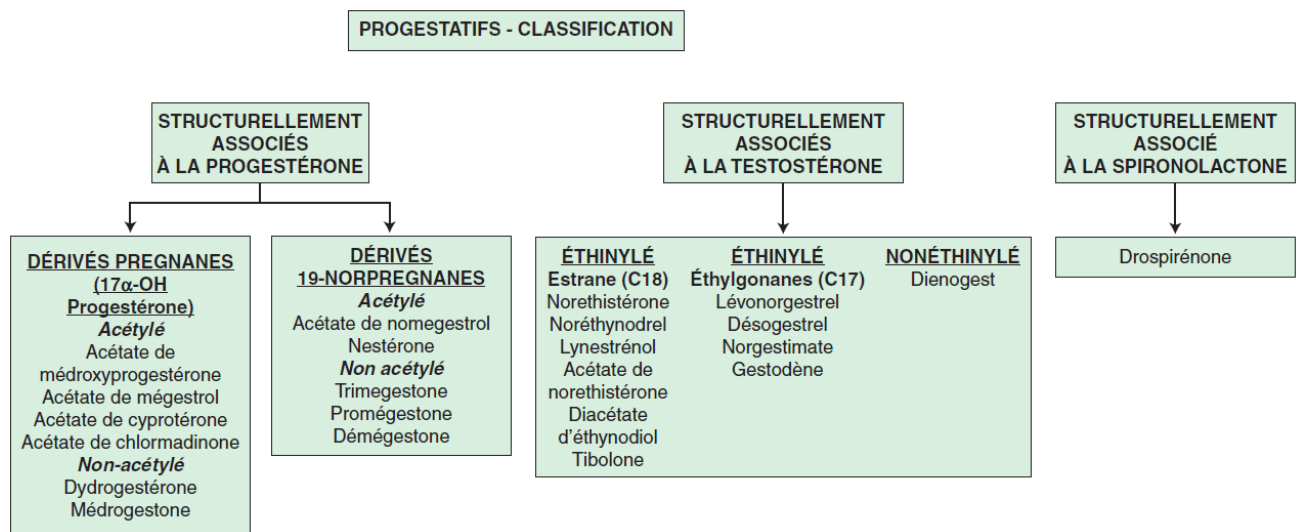 PROGESTATIFS - CLASSIFICATION
STRUCTURELLEMENT
ASSOCIÉS
À LA PROGESTÉRONE
STRUCTURELLEMENT
ASSOCIÉS
À LA TESTOSTÉRONE
STRUCTURELLEMENT
ASSOCIÉ
À LA SPIRONOLACTONE
DÉRIVÉS PREGNANES
(17α-OH
Progestérone)
Acétylé
Acétate de
médroxyprogestérone
Acétate de mégestrol
Acétate de cyprotérone
Acétate de chlormadinone
Non-acétylé
Dydrogestérone
Médrogestone
DÉRIVÉS
19-NORPREGNANES
Acétylé
Acétate de nomegestrol
Nestérone
Non acétylé
Trimegestone
Promégestone
Démégestone
ÉTHINYLÉ
Estrane (C18)
Norethistérone
Noréthynodrel
Lynestrénol
Acétate de
norethistérone
Diacétate
d'éthynodiol
Tibolone
ÉTHINYLÉ
Éthylgonanes (C17)
Lévonorgestrel
Désogestrel
Norgestimate
Gestodène
NONÉTHINYLÉ
Dienogest
Drospirénone